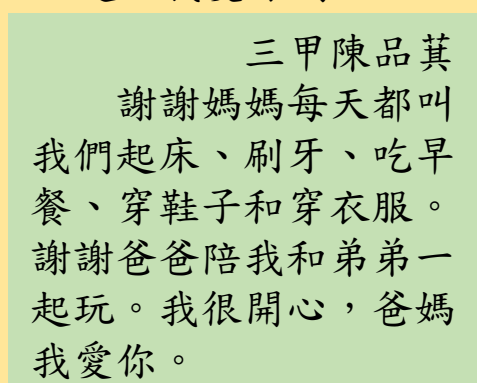 三甲陳品萁
謝謝媽媽每天都叫
我們起床、刷牙、吃早
餐、穿鞋子和穿衣服。
謝謝爸爸陪我和弟弟一
起玩。我很開心，爸媽
我愛你。